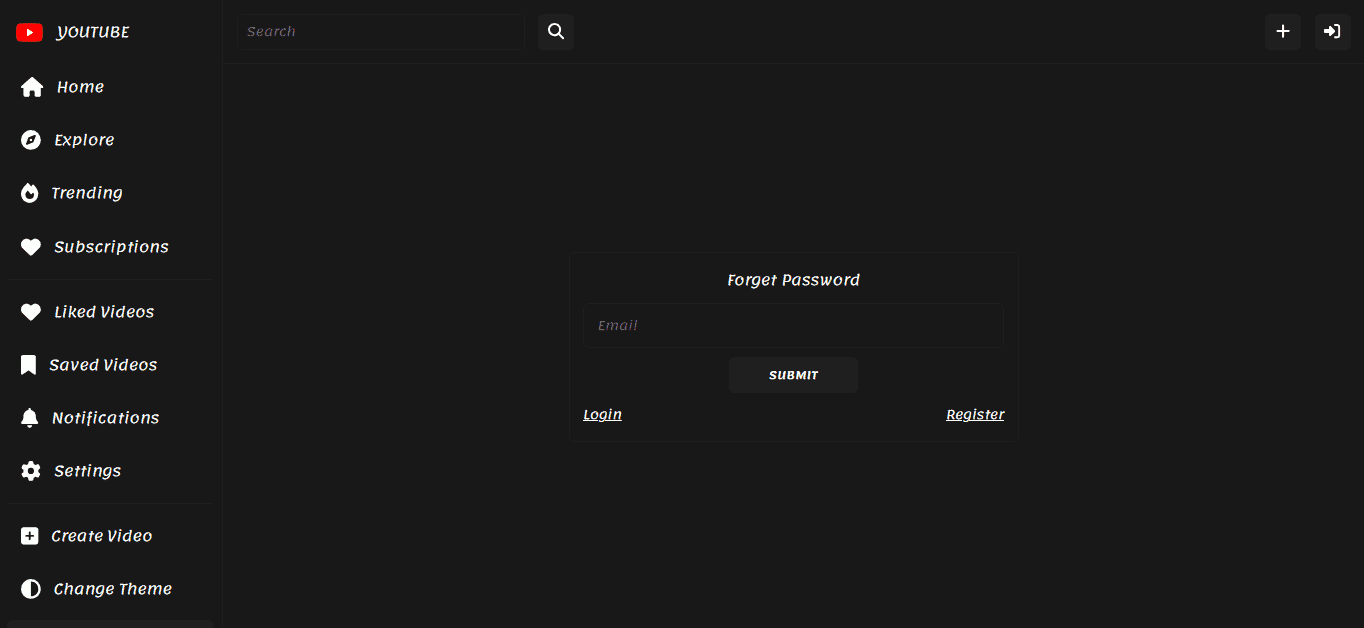 YOUTUBE
Home
Explore
Trending
Subscriptions
Liked Videos
Saved Videos
Notifications
Settings
Create Video
Change Theme
Search
Forget Password
Email
SUBMIT
Login Register